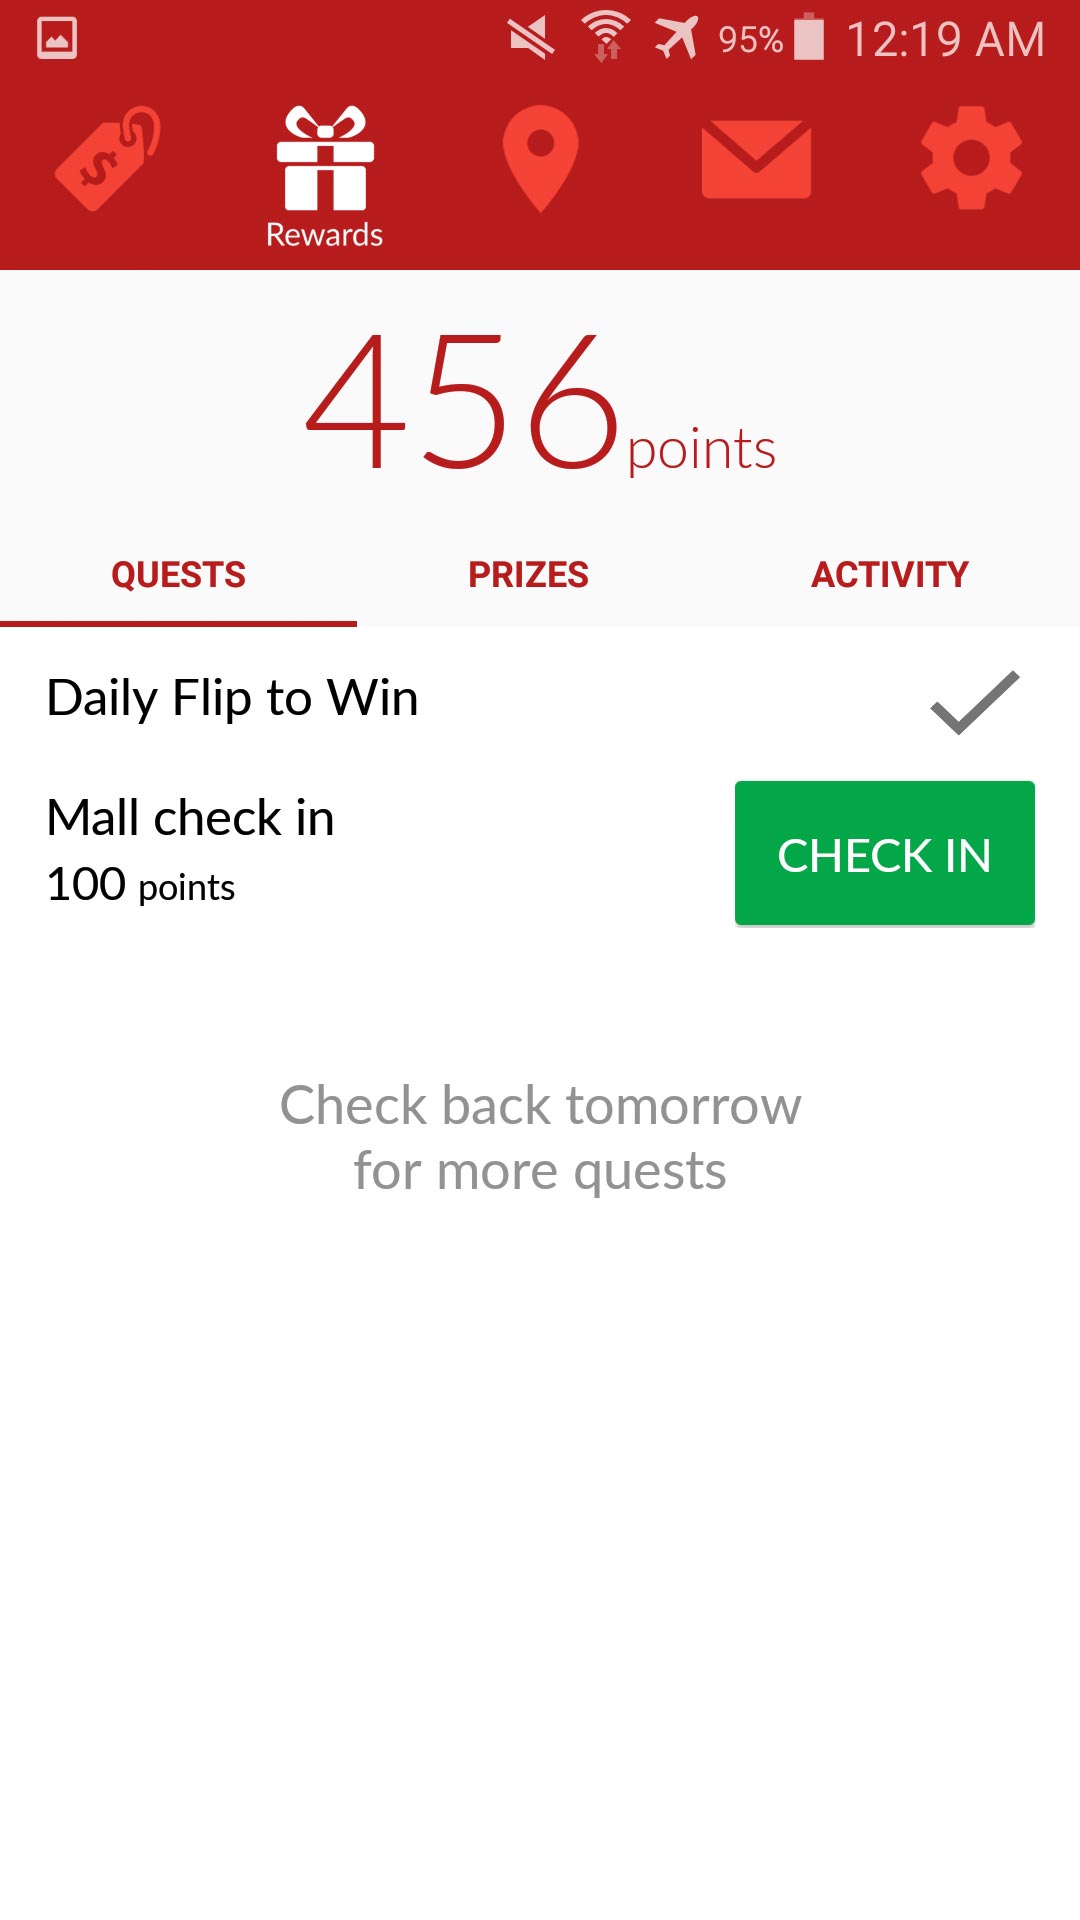 95% 12:19 AM
$
Rewards
456 points
QUESTS PRIZES ACTIVITY
Daily Flip to Win
Mall check in
100 points
CHECK IN
Check back tomorrow
for more quests